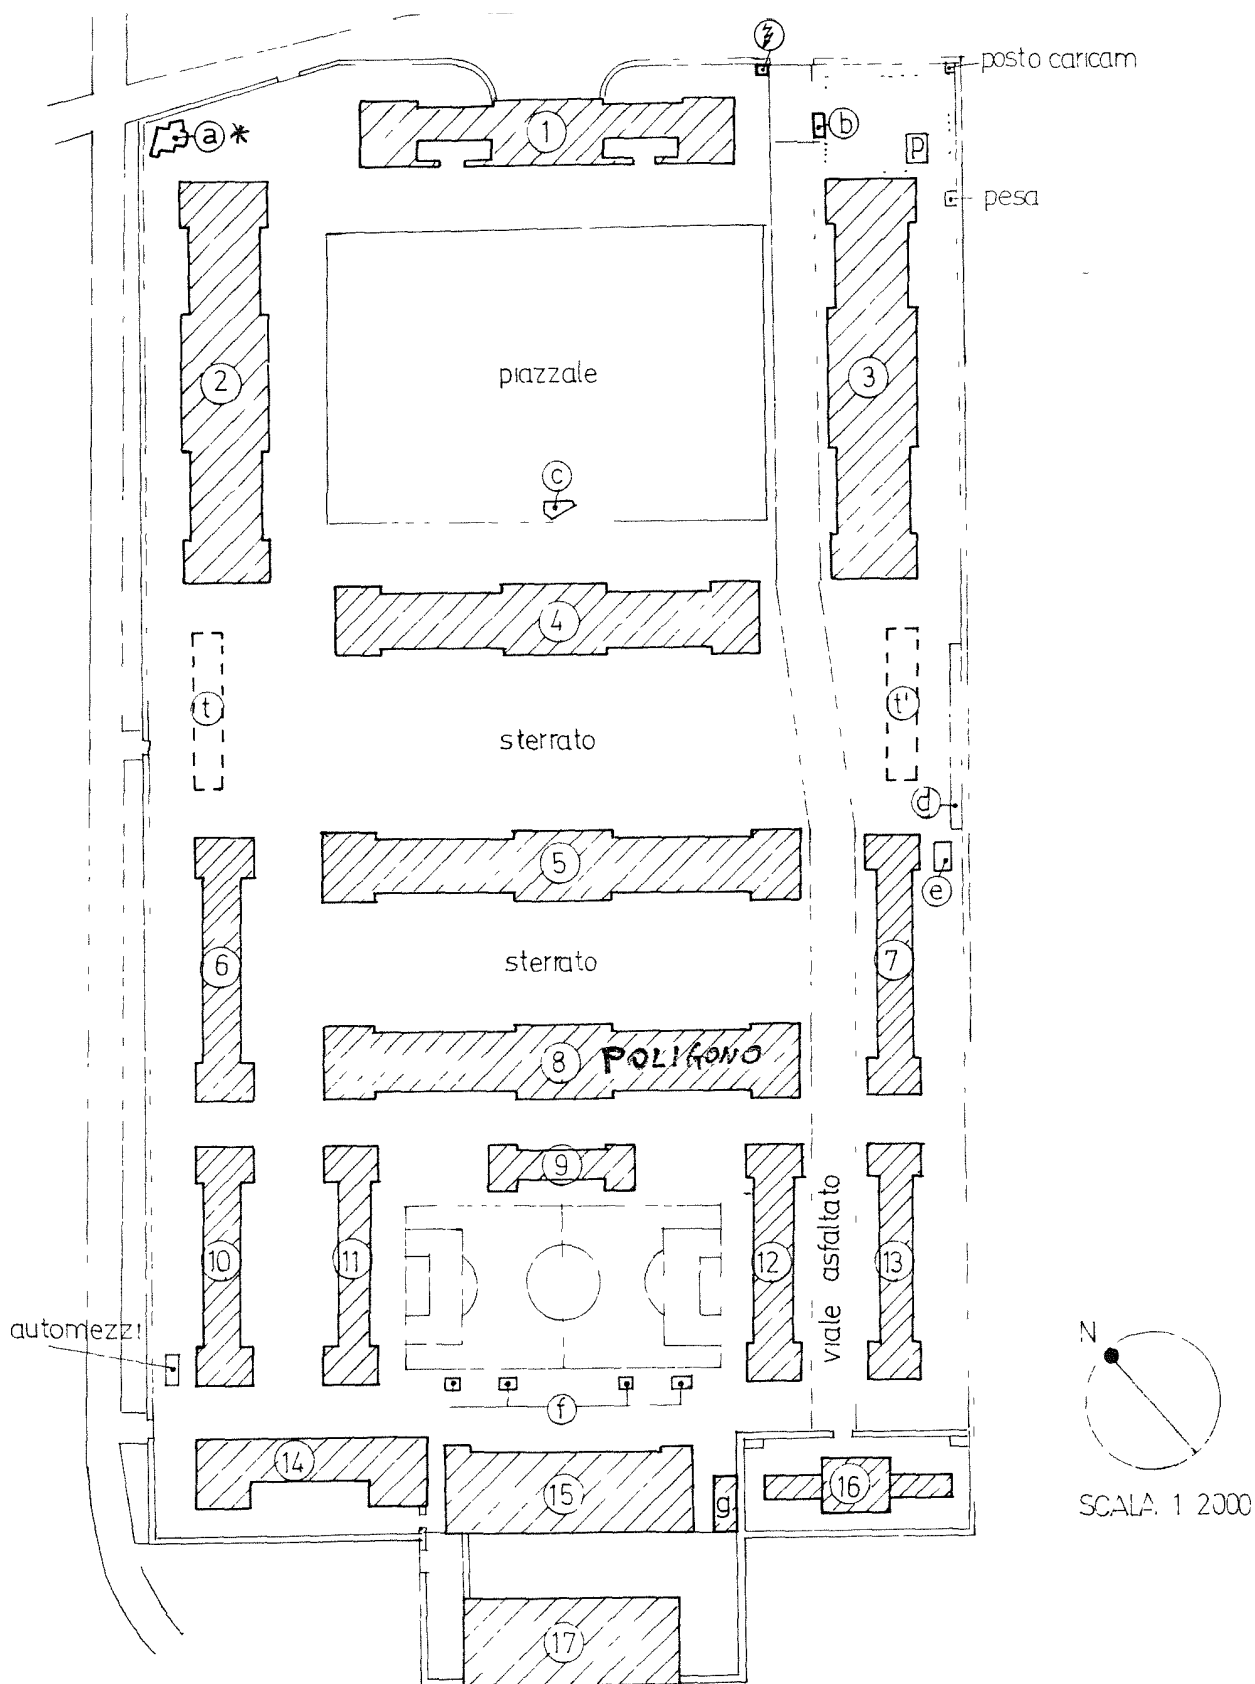 posto caricam
a *
1
b
P
pesa
2
piazzale
3
c
4
t
t'
sterrato
d
5
e
6
sterrato
7
8 POLIGONO
9
10
11
12
viale asfaltato
13
automezzi
N
f
14
15
g
16
SCALA 1 2000
17